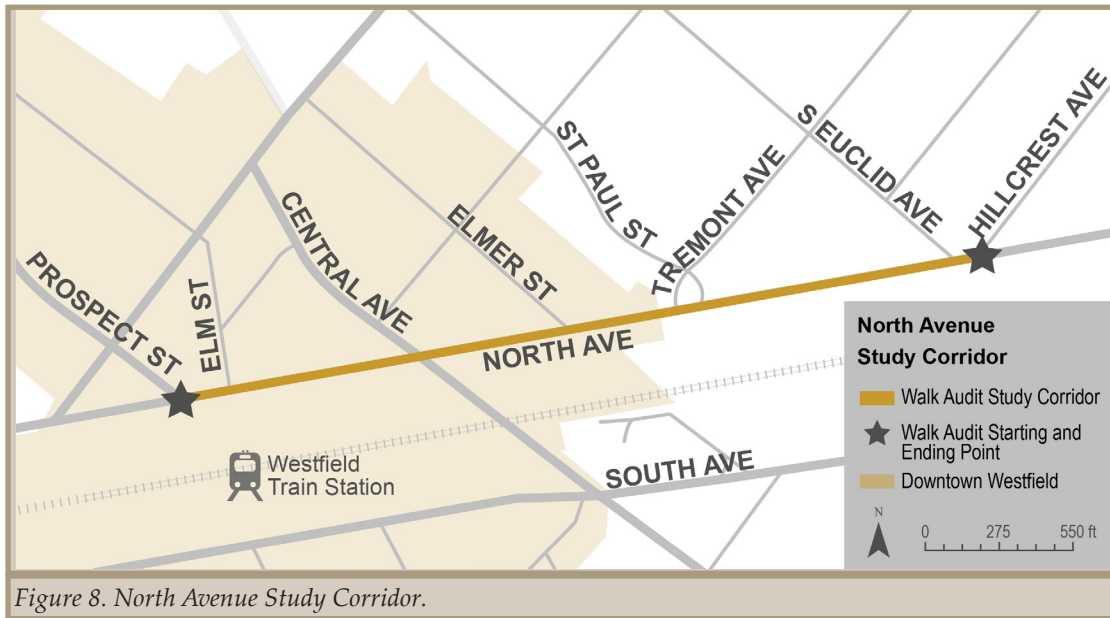 PROSPECT ST
ELM ST
CENTRAL AVE
ELMER ST
ST PAUL ST
TREMONT AVE
S EUCLID AVE
HILLCREST AVE
NORTH AVE
SOUTH AVE
Westfield
Train Station
North Avenue
Study Corridor
Walk Audit Study Corridor
Walk Audit Starting and
Ending Point
Downtown Westfield
N
0 275 550 ft
Figure 8. North Avenue Study Corridor.